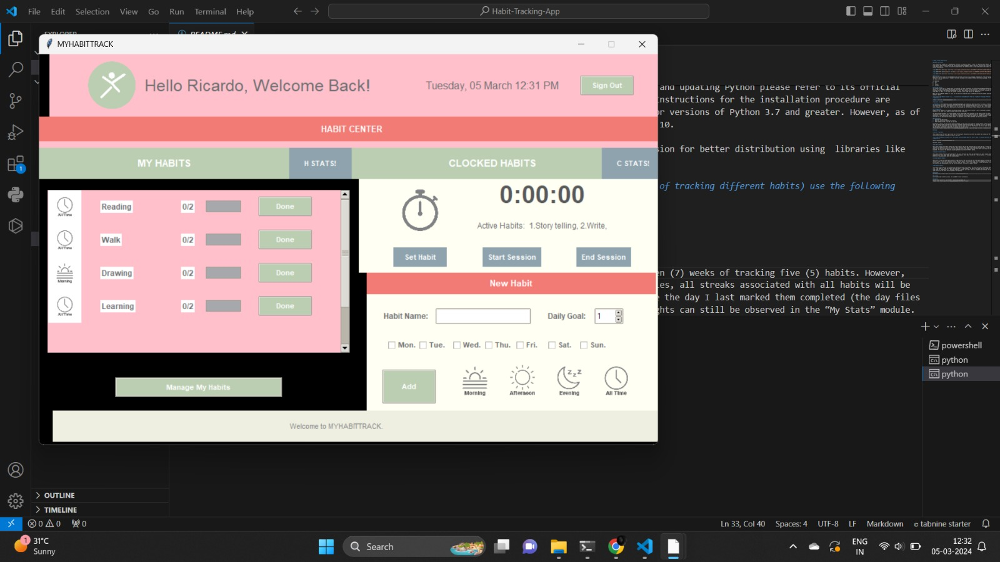 File Edit Selection View Go Run Terminal Help
Habit-Tracking-App
EXPLORER
README.md
MYHABITTRACK
Hello Ricardo, Welcome Back!
Tuesday, 05 March 12:31 PM
Sign Out
HABIT CENTER
MY HABITS
H STATS!
CLOCKED HABITS
C STATS!
All Time
Reading
0/2
Done
All Time
Walk
0/2
Done
Morning
Drawing
0/2
Done
All Time
Learning
0/2
Done
Manage My Habits
0:00:00
Active Habits: 1.Story telling, 2.Write,
Set Habit
Start Session
End Session
New Habit
Habit Name:
Daily Goal:
1
Mon. Tue. Wed. Thu. Fri. Sat. Sun.
Add
Morning
Afternoon
Evening
All Time
Welcome to MYHABITTRACK.
and updating Python please refer to its official
Instructions for the installation procedure are
or versions of Python 3.7 and greater. However, as of
10.
sion for better distribution using  libraries like
of tracking different habits) use the following
en (7) weeks of tracking five (5) habits. However,
les, all streaks associated with all habits will be
e the day I last marked them completed (the day files
ghts can still be observed in the “My Stats” module.
powershell
python
python
OUTLINE
TIMELINE
1
0 0 0
Ln 33, Col 40 Spaces: 4 UTF-8 LF Markdown tabnine starter
1
31°C
Sunny
Search
ENG
IN
12:32
05-03-2024